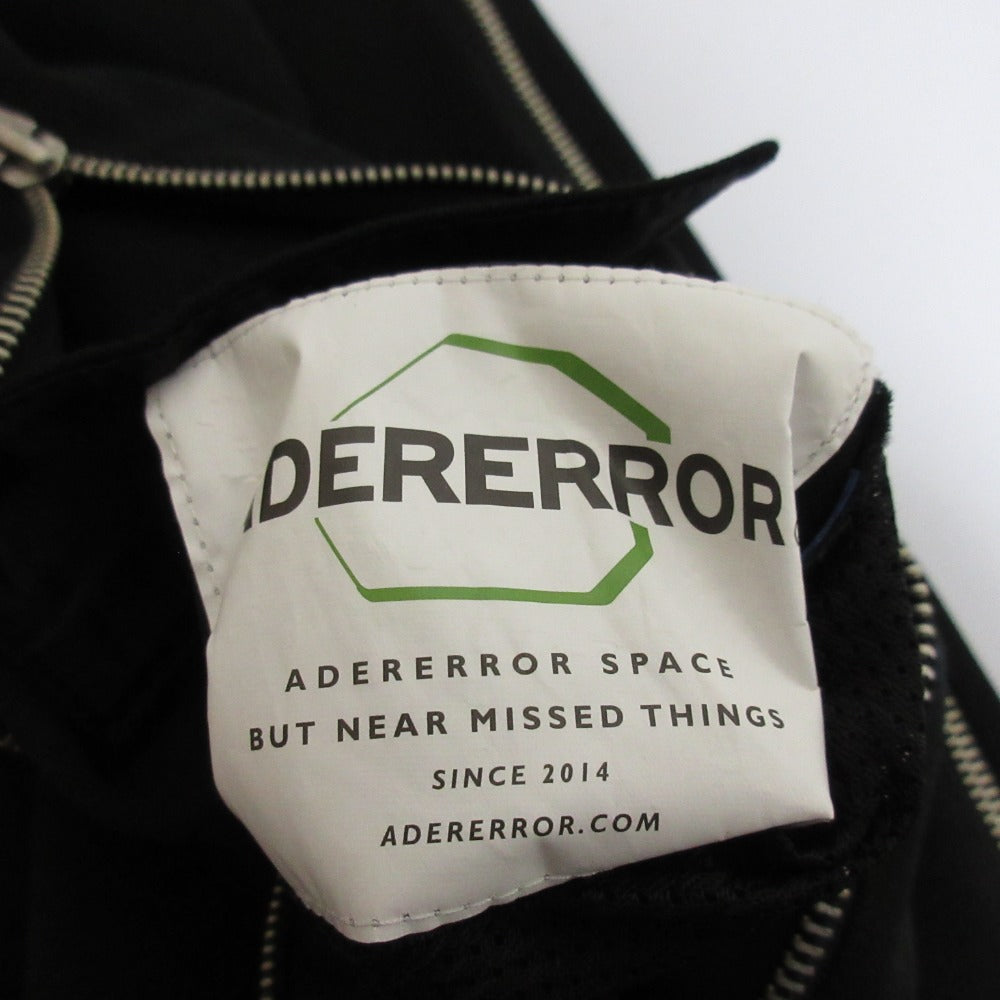 ADERERROR
ADERERROR SPACE
BUT NEAR MISSED THINGS
SINCE 2014
ADERERROR.COM